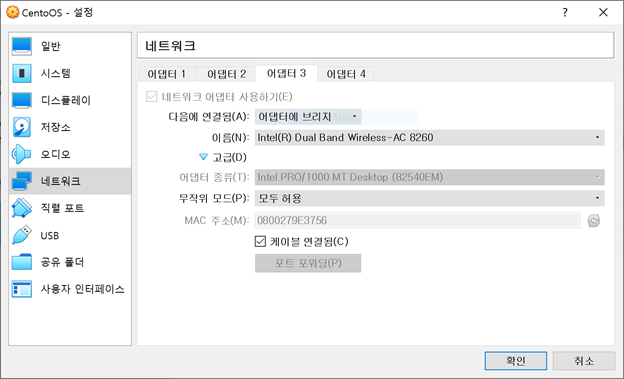 CentoOS - 설정
일반
시스템
디스플레이
저장소
오디오
네트워크
직렬 포트
USB
공유 폴더
사용자 인터페이스
네트워크
어댑터 1 어댑터 2 어댑터 3 어댑터 4
네트워크 어댑터 사용하기(E)
다음에 연결됨(A): 어댑터에 브리지
이름(N): Intel(R) Dual Band Wireless-AC 8260
고급(D)
어댑터 종류(T): Intel PRO/1000 MT Desktop (82540EM)
무작위 모드(P): 모두 허용
MAC 주소(M): 0800279E3756
케이블 연결됨(C)
포트 포워딩(P)
확인 취소